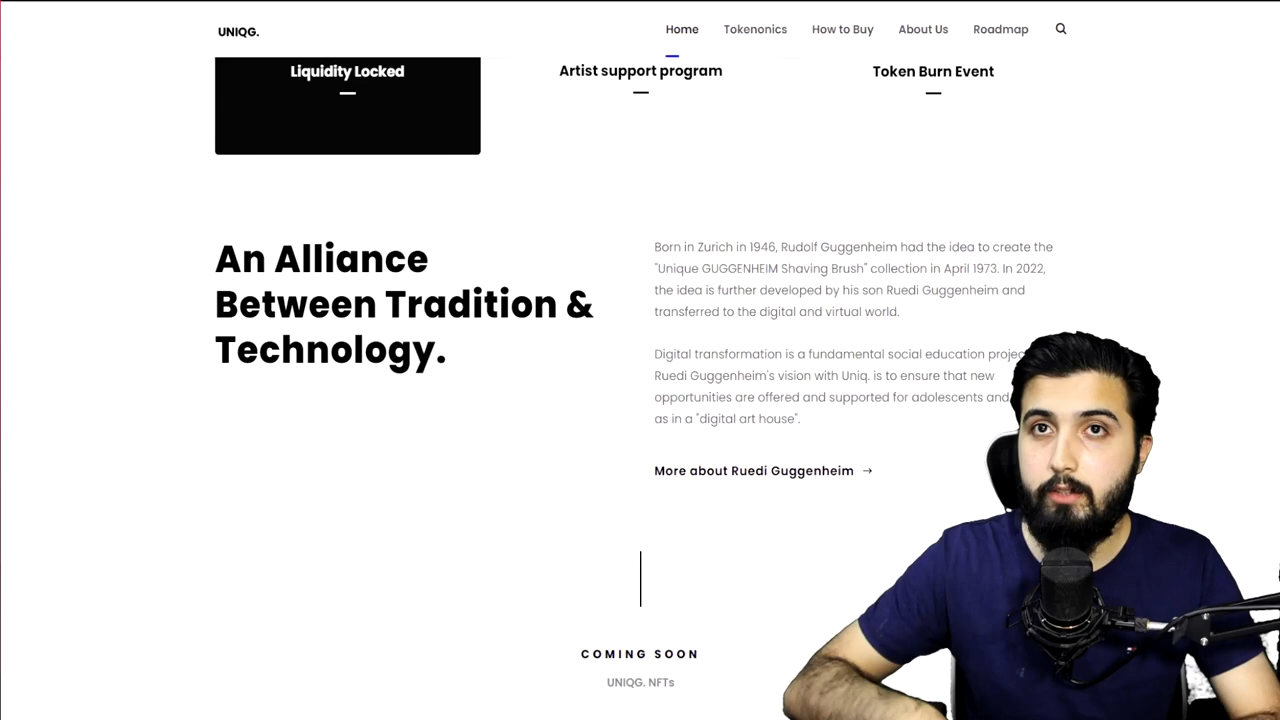 UNIQG.
Home Tokenonics How to Buy About Us Roadmap
Liquidity Locked
Artist support program
Token Burn Event
An Alliance
Between Tradition &
Technology.
Born in Zurich in 1946, Rudolf Guggenheim had the idea to create the
"Unique GUGGENHEIM Shaving Brush" collection in April 1973. In 2022,
the idea is further developed by his son Ruedi Guggenheim and
transferred to the digital and virtual world.
Digital transformation is a fundamental social education
Ruedi Guggenheim's vision with Uniq. is to ensure that new
opportunities are offered and supported for adolescents and
as in a "digital art house".
More about Ruedi Guggenheim →
COMING SOON
UNIQG. NFTs